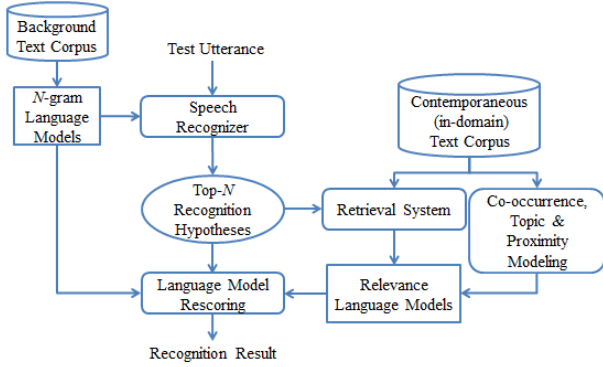 Background
Text Corpus
Test Utterance
N-gram
Language
Models
Speech
Recognizer
Contemporaneous
(in-domain)
Text Corpus
Top-N
Recognition
Hypotheses
Retrieval System
Co-occurrence,
Topic &
Proximity
Modeling
Language Model
Rescoring
Relevance
Language Models
Recognition Result